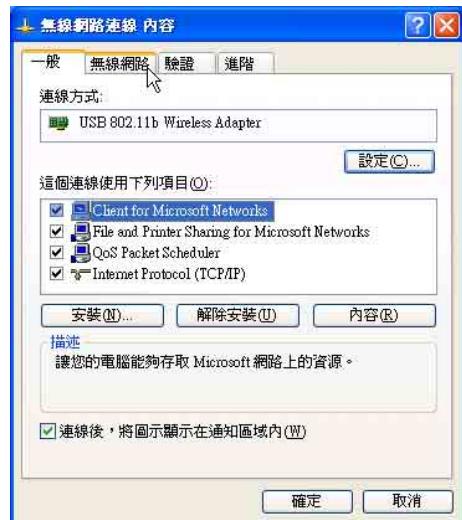 無線網路連線 內容
一般 無線網路 驗證 進階
連線方式:
USB 802.11b Wireless Adapter
設定(C)...
這個連線使用下列項目(O):
Client for Microsoft Networks
File and Printer Sharing for Microsoft Networks
QoS Packet Scheduler
Internet Protocol (TCP/IP)
安裝(N)... 解除安裝(U) 內容(R)
描述
讓您的電腦能夠存取 Microsoft 網路上的資源。
連線後，將圖示顯示在通知區域內(W)
確定 取消